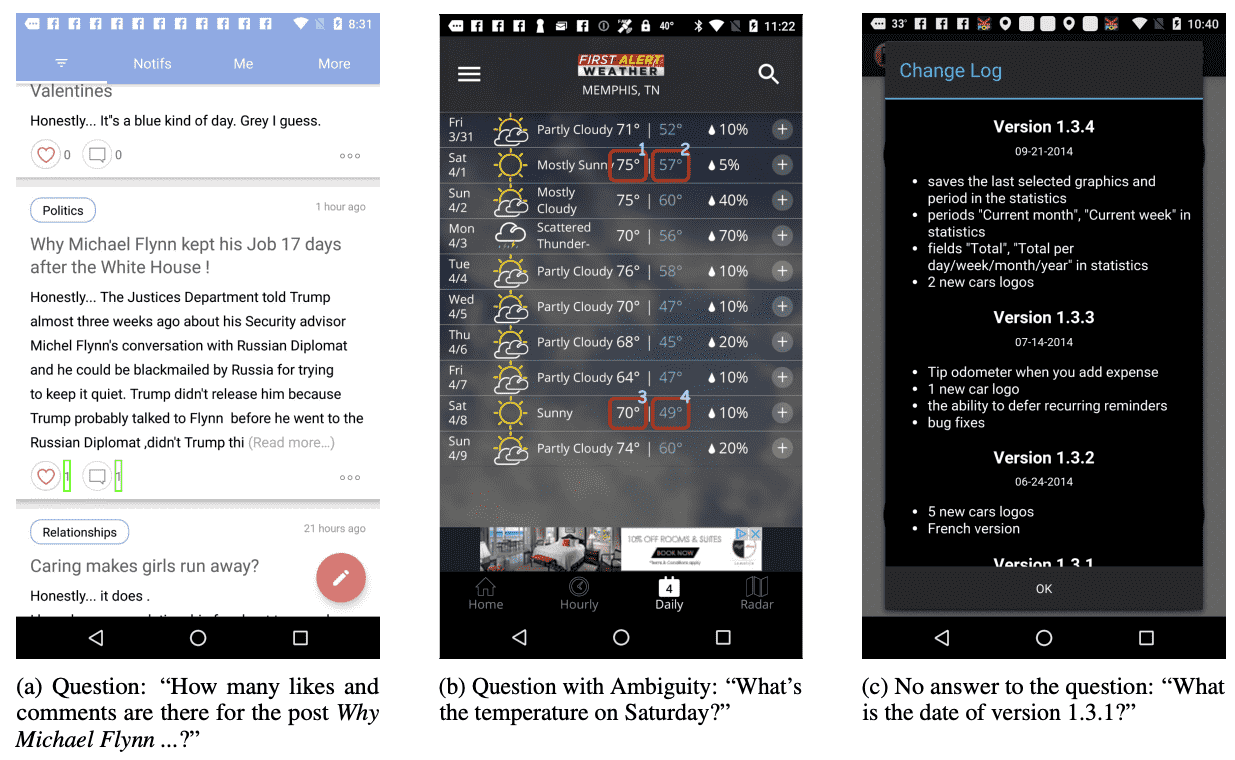 8:31
Notifs
Me
More
Valentines
Honestly... It"s a blue kind of day. Grey I guess.
0
0
Politics
1 hour ago
Why Michael Flynn kept his Job 17 days
after the White House !
Honestly... The Justices Department told Trump
almost three weeks ago about his Security advisor
Michel Flynn's conversation with Russian Diplomat
and he could be blackmailed by Russia for trying
to keep it quiet. Trump didn't release him because
Trump probably talked to Flynn before he went to the
Russian Diplomat ,didn't Trump thi (Read more...)
1
1
Relationships
21 hours ago
Caring makes girls run away?
Honestly... it does .
(a) Question: “How many likes and
comments are there for the post Why
Michael Flynn ...?”
40°
11:22
FIRST ALERT
WEATHER
MEMPHIS, TN
Fri
3/31
Partly Cloudy 71° | 52° 10%
Sat
4/1
Mostly Sunny 75° | 57° 5%
1
2
Sun
4/2
Mostly
Cloudy
75° | 60° 40%
Mon
4/3
Scattered
Thunder-
70° | 56° 70%
Tue
4/4
Partly Cloudy 76° | 58° 10%
Wed
4/5
Partly Cloudy 70° | 47° 10%
Thu
4/6
Partly Cloudy 68° | 45° 20%
Fri
4/7
Partly Cloudy 64° | 47° 10%
3
4
Sat
4/8
Sunny 70° | 49° 10%
Sun
4/9
Partly Cloudy 74° | 60° 20%
10% OFF ROOMS & SUITES
BOOK NOW
Home
Hourly
4
Daily
Radar
(b) Question with Ambiguity: “What’s
the temperature on Saturday?”
33°
10:40
Change Log
Version 1.3.4
09-21-2014
• saves the last selected graphics and
period in the statistics
• periods "Current month", "Current week" in
statistics
• fields "Total", "Total per
day/week/month/year" in statistics
• 2 new cars logos
Version 1.3.3
07-14-2014
• Tip odometer when you add expense
• 1 new car logo
• the ability to defer recurring reminders
• bug fixes
Version 1.3.2
06-24-2014
• 5 new cars logos
• French version
Version 1.3.1
OK
(c) No answer to the question: “What
is the date of version 1.3.1?”